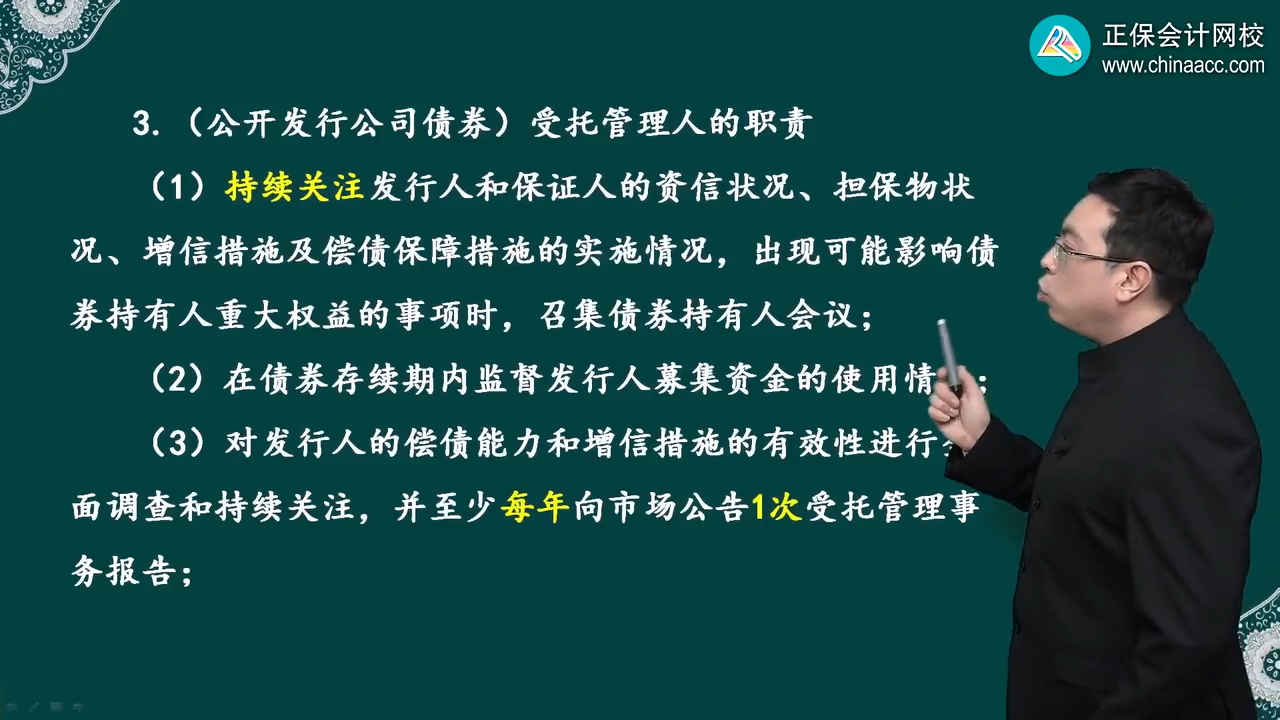 正保会计网校
www.chinaacc.com
3.（公开发行公司债券）受托管理人的职责
（1）持续关注发行人和保证人的资信状况、担保物状
况、增信措施及偿债保障措施的实施情况，出现可能影响债
券持有人重大权益的事项时，召集债券持有人会议；
（2）在债券存续期内监督发行人募集资金的使用情；
（3）对发行人的偿债能力和增信措施的有效性进行
面调查和持续关注，并至少每年向市场公告1次受托管理事
务报告；